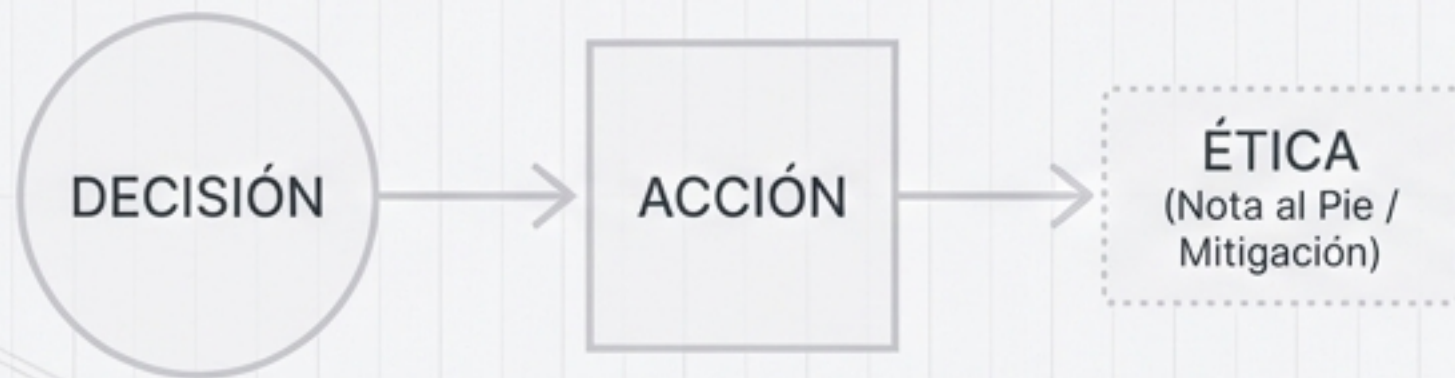 DECISIÓN
ACCIÓN
ÉTICA
(Nota al Pie /
Mitigación)